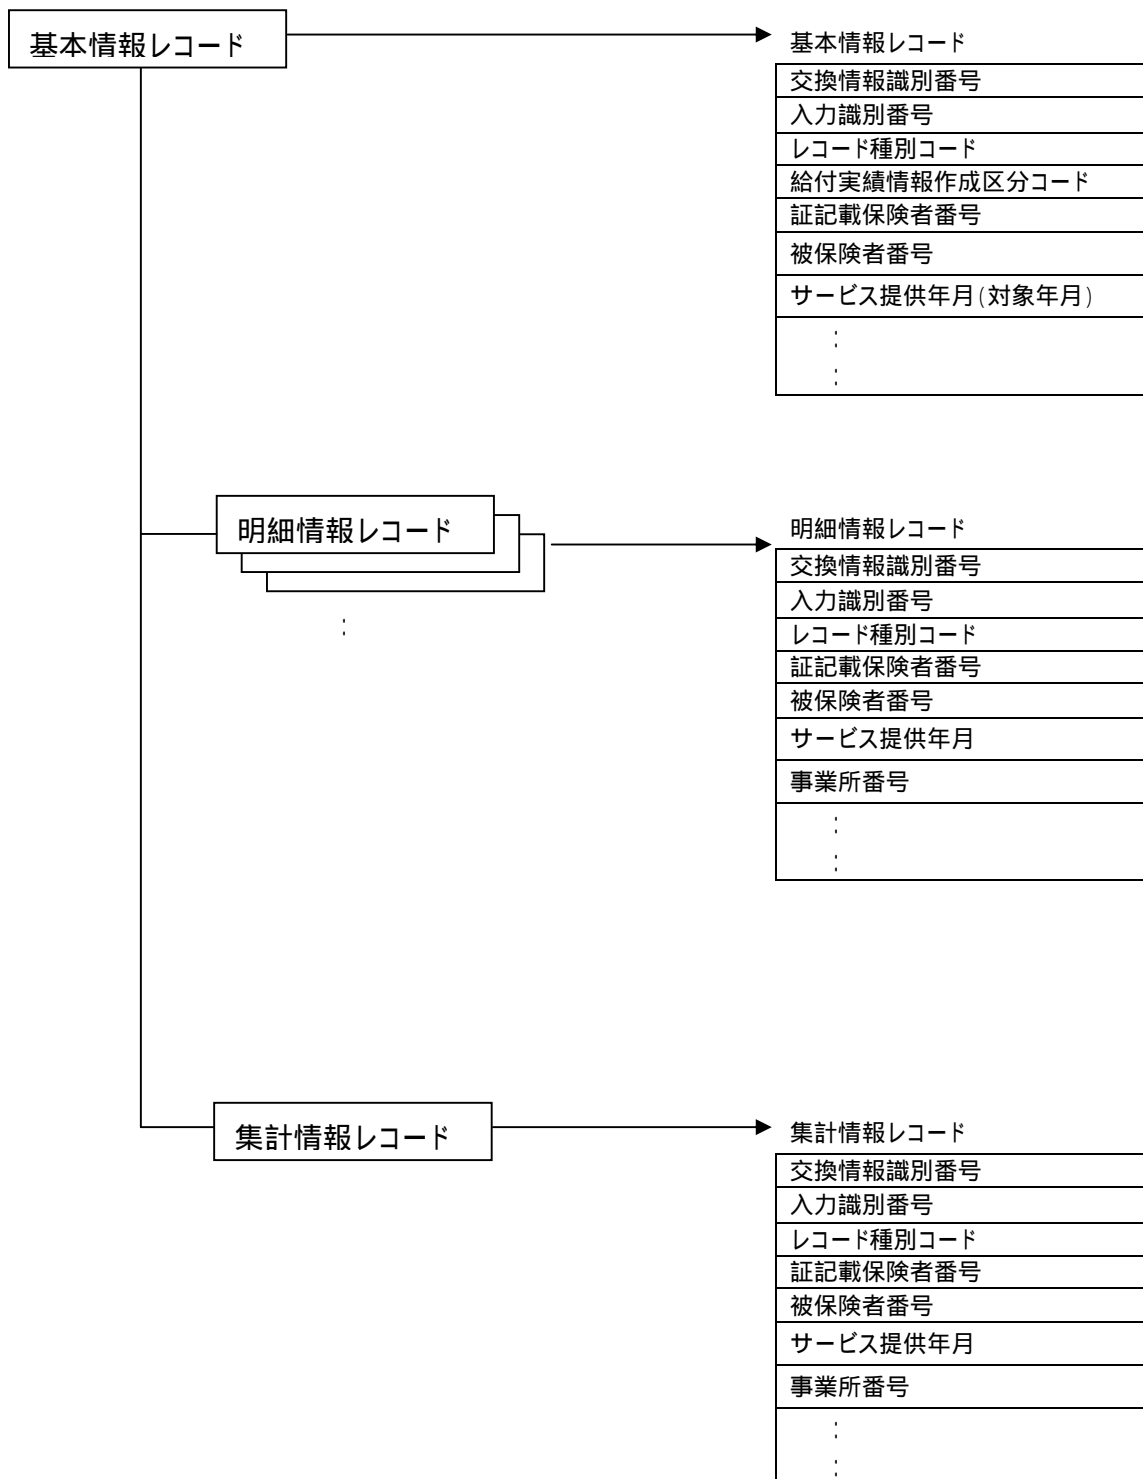 基本情報レコード
基本情報レコード
交換情報識別番号
入力識別番号
レコード種別コード
給付実績情報作成区分コード
証記載保険者番号
被保険者番号
サービス提供年月(対象年月)
:
:
明細情報レコード
:
明細情報レコード
交換情報識別番号
入力識別番号
レコード種別コード
証記載保険者番号
被保険者番号
サービス提供年月
事業所番号
:
:
集計情報レコード
集計情報レコード
交換情報識別番号
入力識別番号
レコード種別コード
証記載保険者番号
被保険者番号
サービス提供年月
事業所番号
:
: